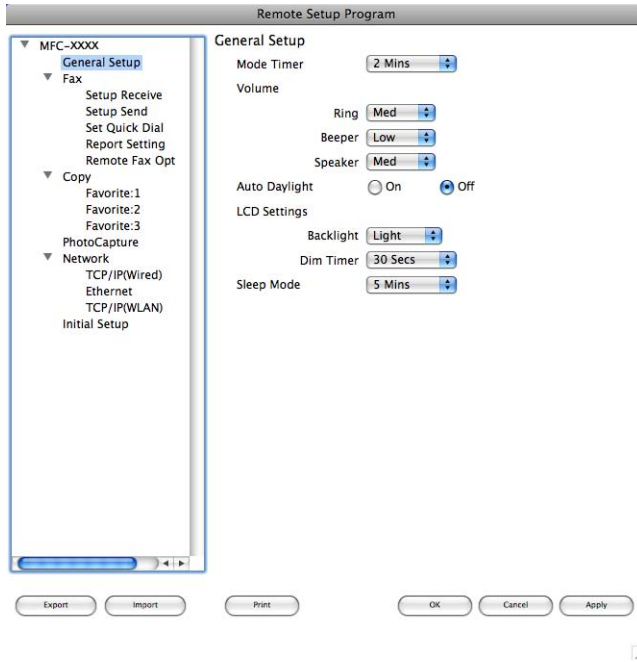 Remote Setup Program
MFC-XXXX
General Setup
Fax
Setup Receive
Setup Send
Set Quick Dial
Report Setting
Remote Fax Opt
Copy
Favorite:1
Favorite:2
Favorite:3
PhotoCapture
Network
TCP/IP(Wired)
Ethernet
TCP/IP(WLAN)
Initial Setup
General Setup
Mode Timer 2 Mins
Volume
Ring Med
Beeper Low
Speaker Med
Auto Daylight On Off
LCD Settings
Backlight Light
Dim Timer 30 Secs
Sleep Mode 5 Mins
Export Import Print OK Cancel Apply